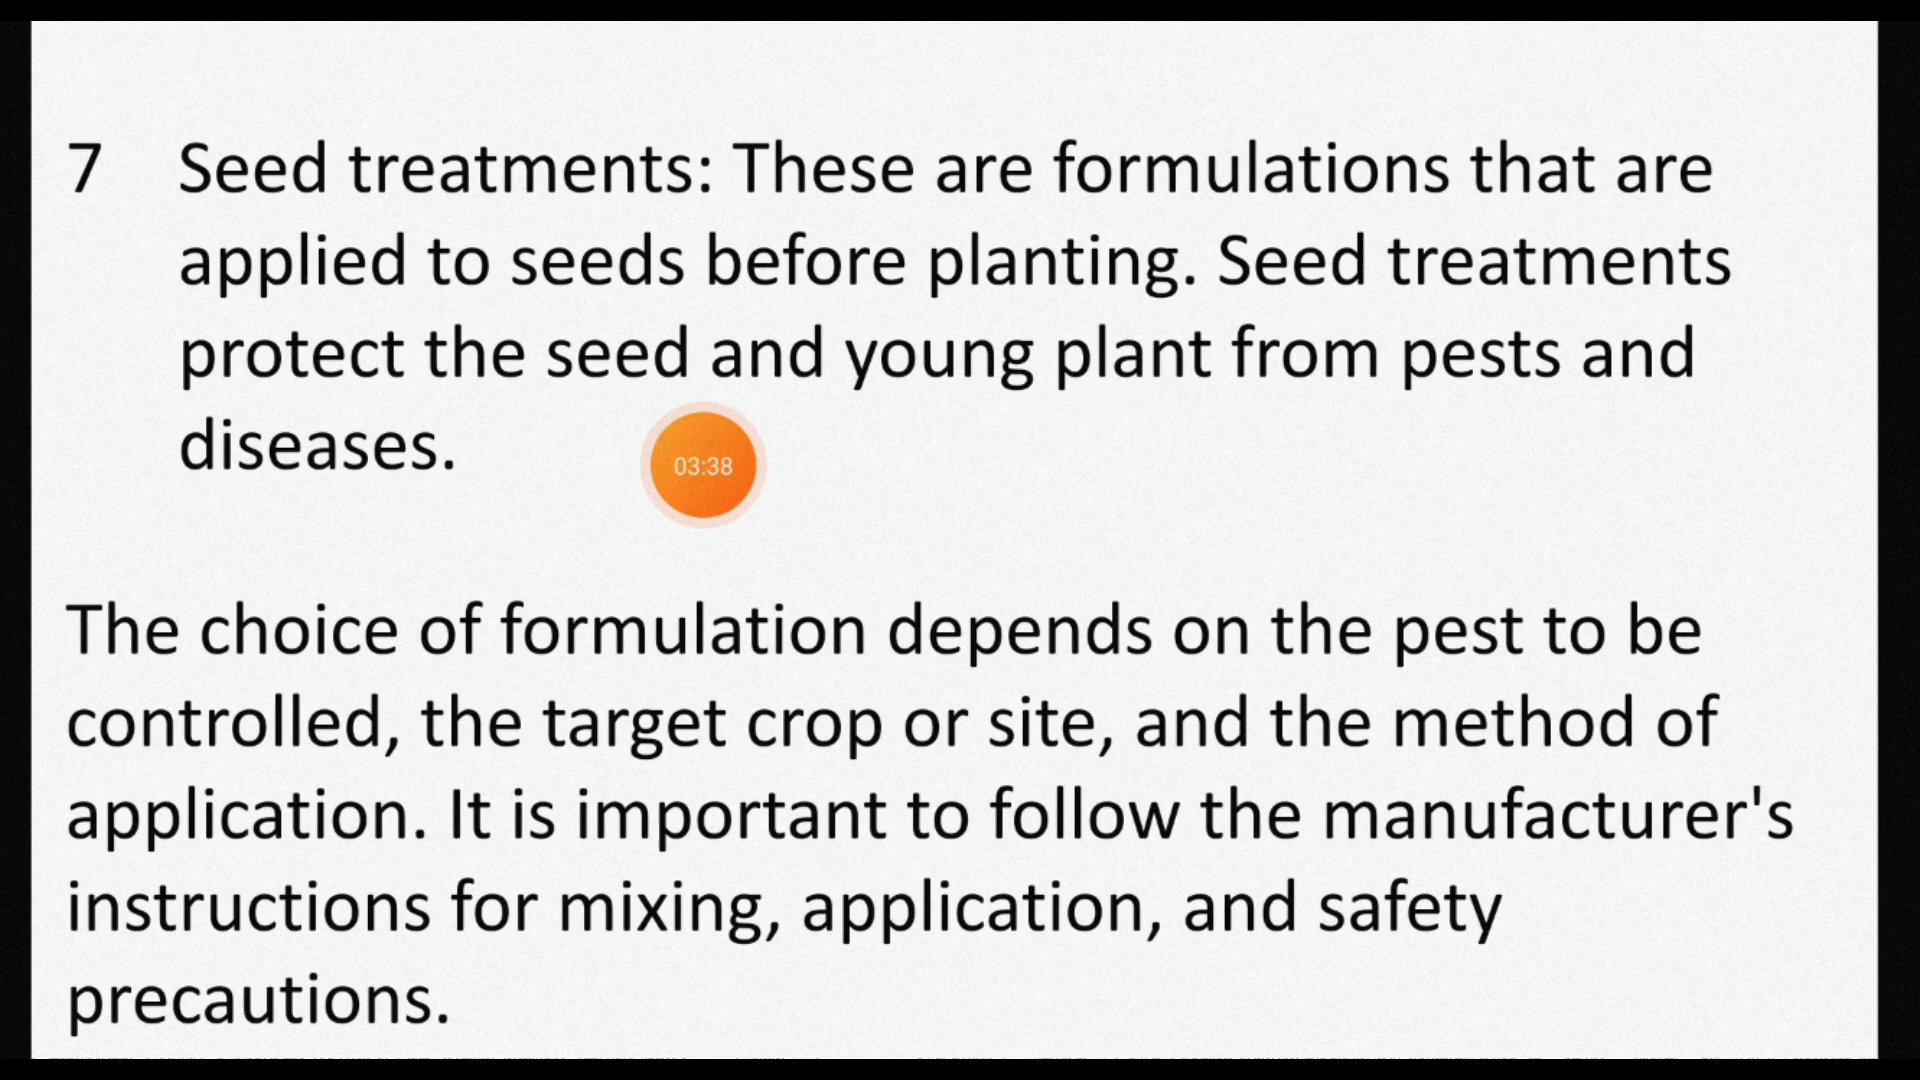 7 Seed treatments: These are formulations that are
applied to seeds before planting. Seed treatments
protect the seed and young plant from pests and
diseases.
03:38
The choice of formulation depends on the pest to be
controlled, the target crop or site, and the method of
application. It is important to follow the manufacturer's
instructions for mixing, application, and safety
precautions.